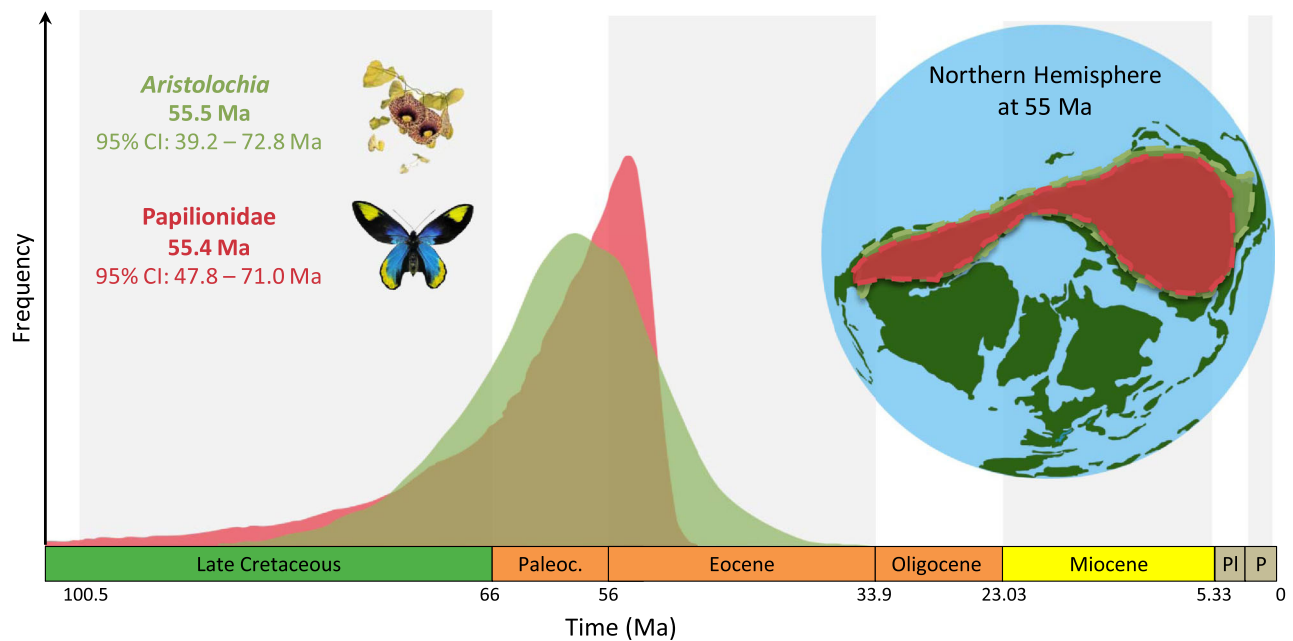 Aristolochia
55.5 Ma
95% CI: 39.2 – 72.8 Ma
Papilionidae
55.4 Ma
95% CI: 47.8 – 71.0 Ma
Northern Hemisphere
at 55 Ma
Frequency
Late Cretaceous
Paleoc.
Eocene
Oligocene
Miocene
Pl
P
100.5
66
56
33.9
23.03
5.33
0
Time (Ma)